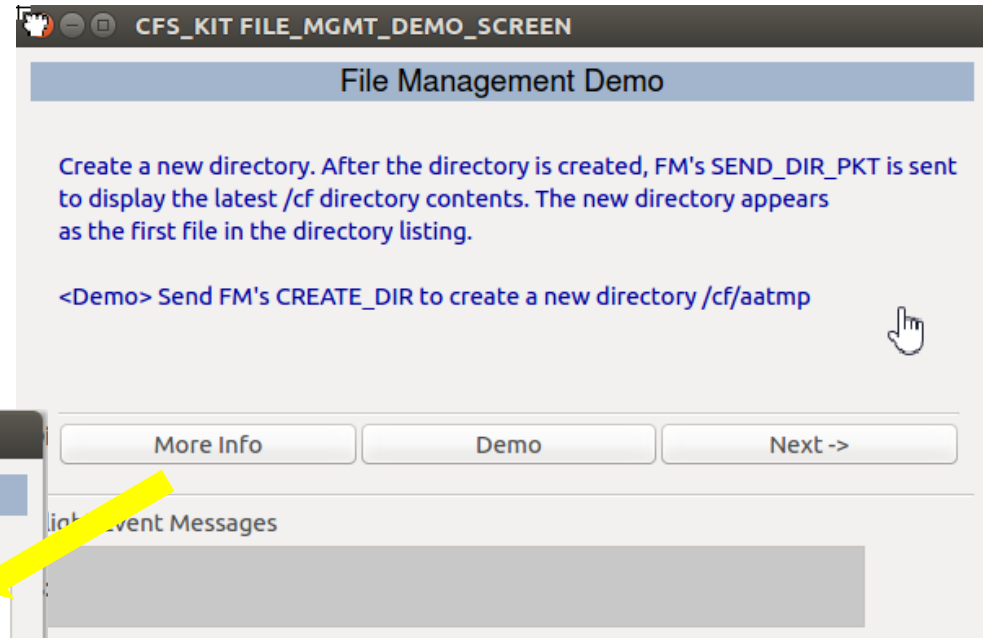 CFS_KIT FILE_MGMT_DEMO_SCREEN
File Management Demo
Create a new directory. After the directory is created, FM's SEND_DIR_PKT is sent
to display the latest /cf directory contents. The new directory appears
as the first file in the directory listing.
<Demo> Send FM's CREATE_DIR to create a new directory /cf/aatmp
More Info Demo Next ->
Event Messages